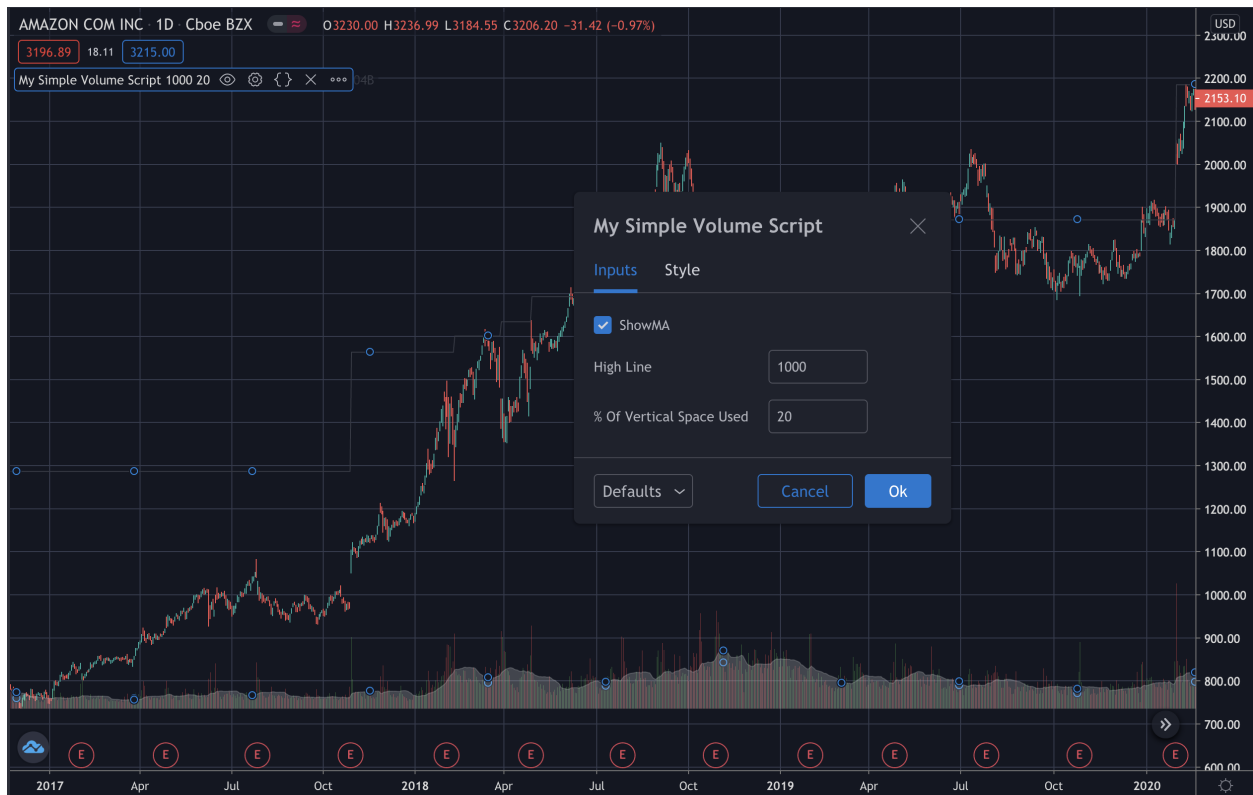 AMAZON COM INC · 1D · Cboe BZX O3230.00 H3236.99 L3184.55 C3206.20 −31.42 (−0.97%)
USD
2300.00
3196.89 18.11 3215.00
My Simple Volume Script 1000 20
04B
2200.00
2153.10
2100.00
2000.00
1900.00
1800.00
1700.00
1600.00
1500.00
1400.00
1300.00
1200.00
1100.00
1000.00
900.00
800.00
700.00
600.00
My Simple Volume Script
Inputs Style
ShowMA
High Line 1000
% Of Vertical Space Used 20
Defaults Cancel Ok
E E E E E E E E E E E E E
2017 Apr Jul Oct 2018 Apr Jul Oct 2019 Apr Jul Oct 2020